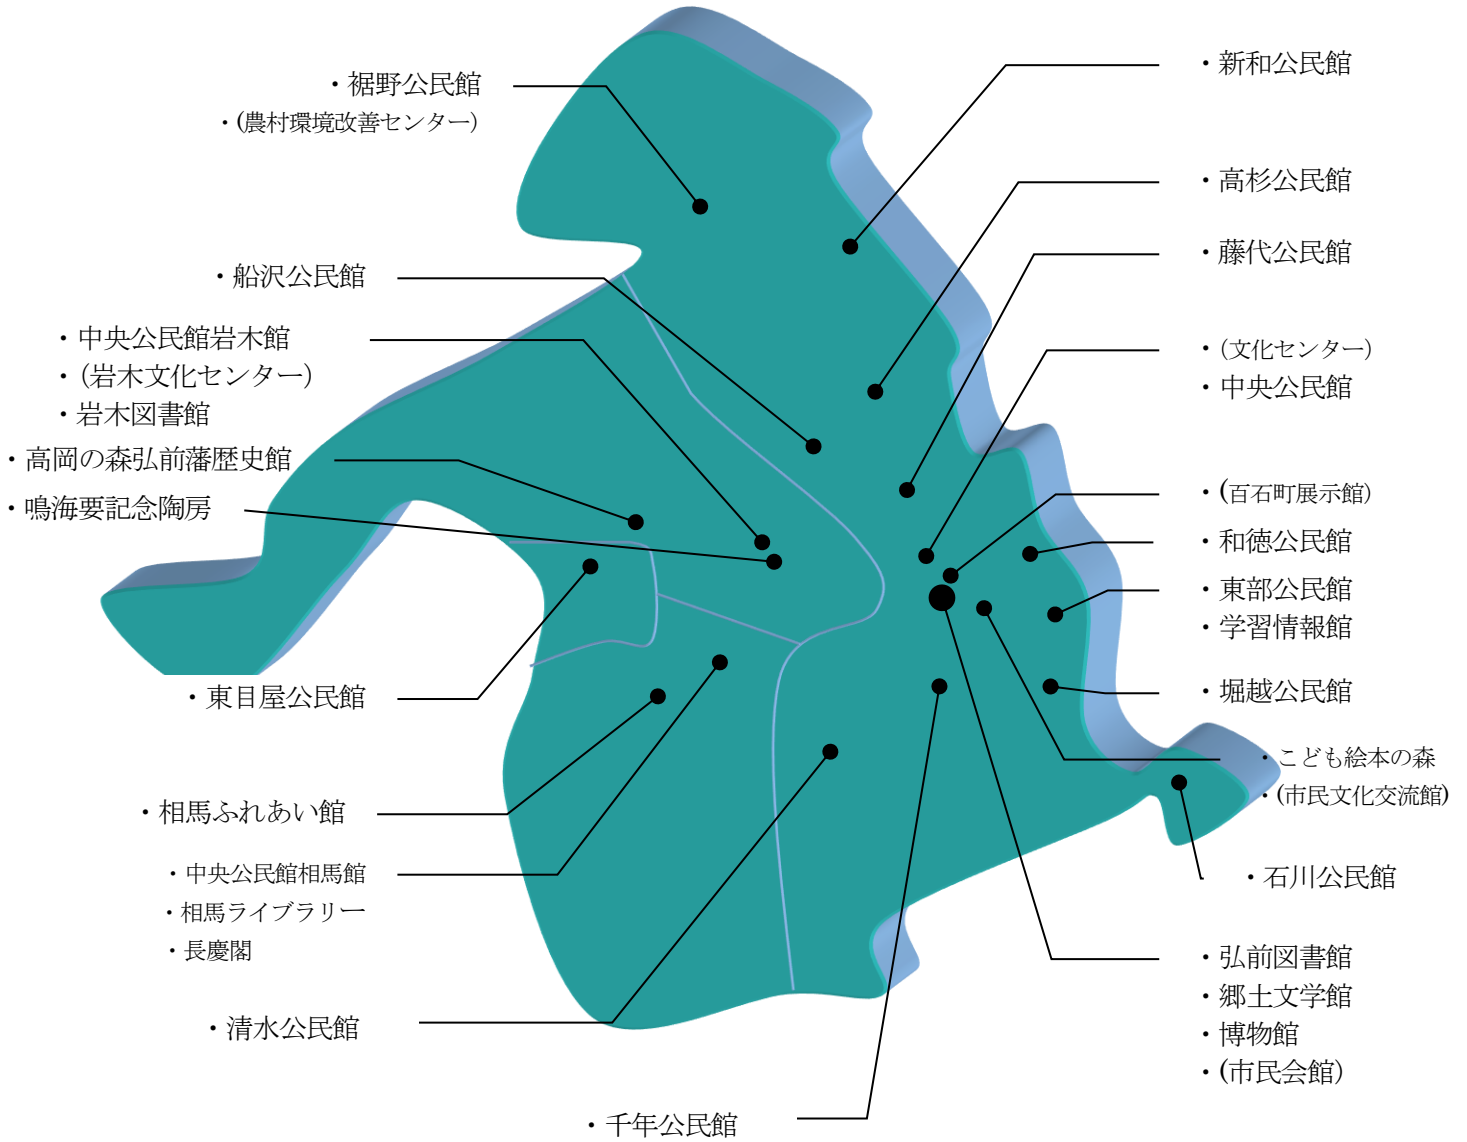 ・裾野公民館
・(農村環境改善センター)
・船沢公民館
・中央公民館岩木館
・(岩木文化センター)
・岩木図書館
・高岡の森弘前藩歴史館
・鳴海要記念陶房
・東目屋公民館
・相馬ふれあい館
・中央公民館相馬館
・相馬ライブラリー
・長慶閣
・清水公民館
・千年公民館
・新和公民館
・高杉公民館
・藤代公民館
・(文化センター)
・中央公民館
・(百石町展示館)
・和徳公民館
・東部公民館
・学習情報館
・堀越公民館
・こども絵本の森
・(市民文化交流館)
・石川公民館
・弘前図書館
・郷土文学館
・博物館
・(市民会館)